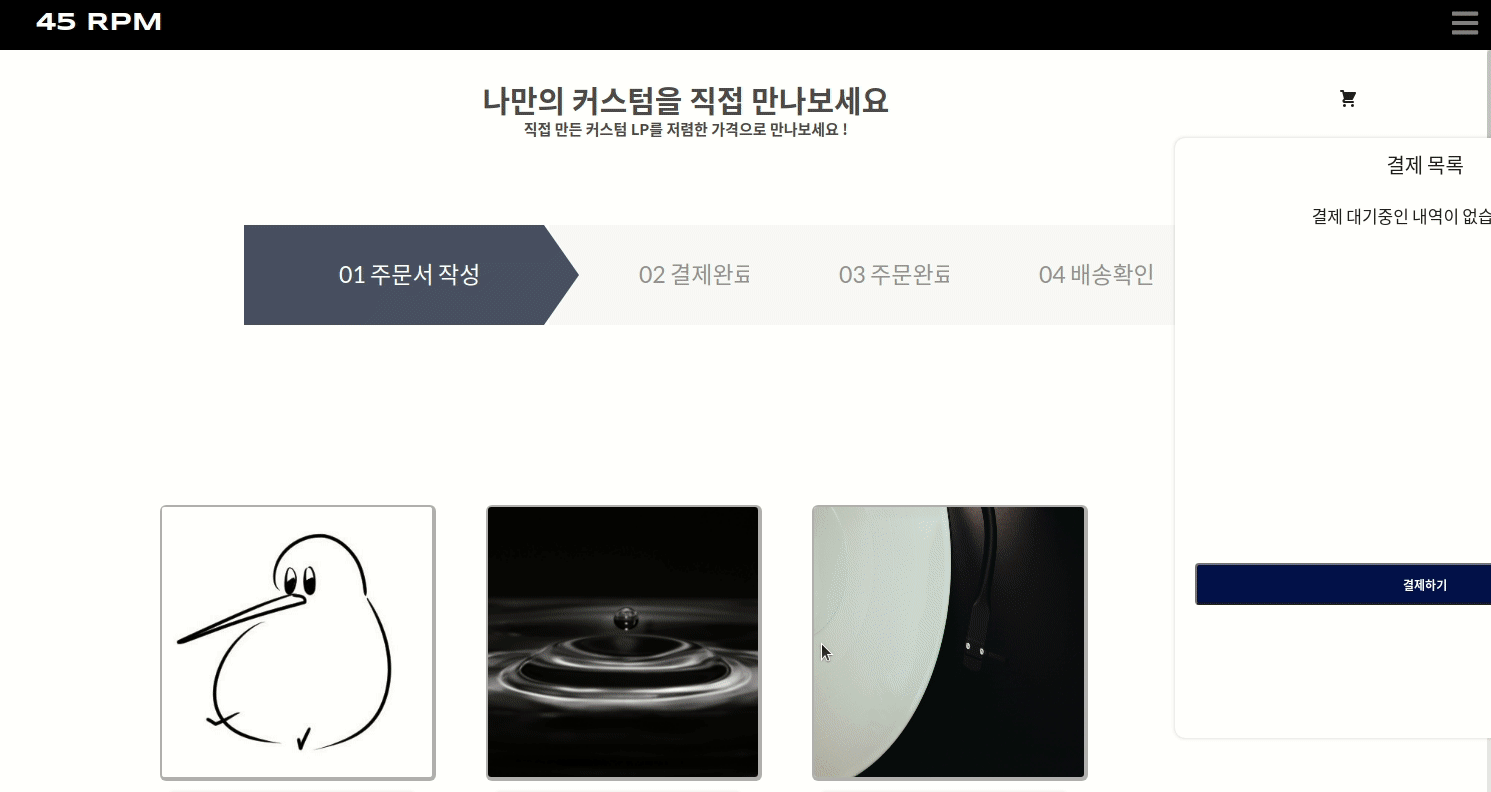 45 RPM
나만의 커스텀을 직접 만나보세요
직접 만든 커스텀 LP를 저렴한 가격으로 만나보세요 !
결제 목록
결제 대기중인 내역이 없습
01 주문서 작성
02 결제완료
03 주문완료
04 배송확인
결제하기